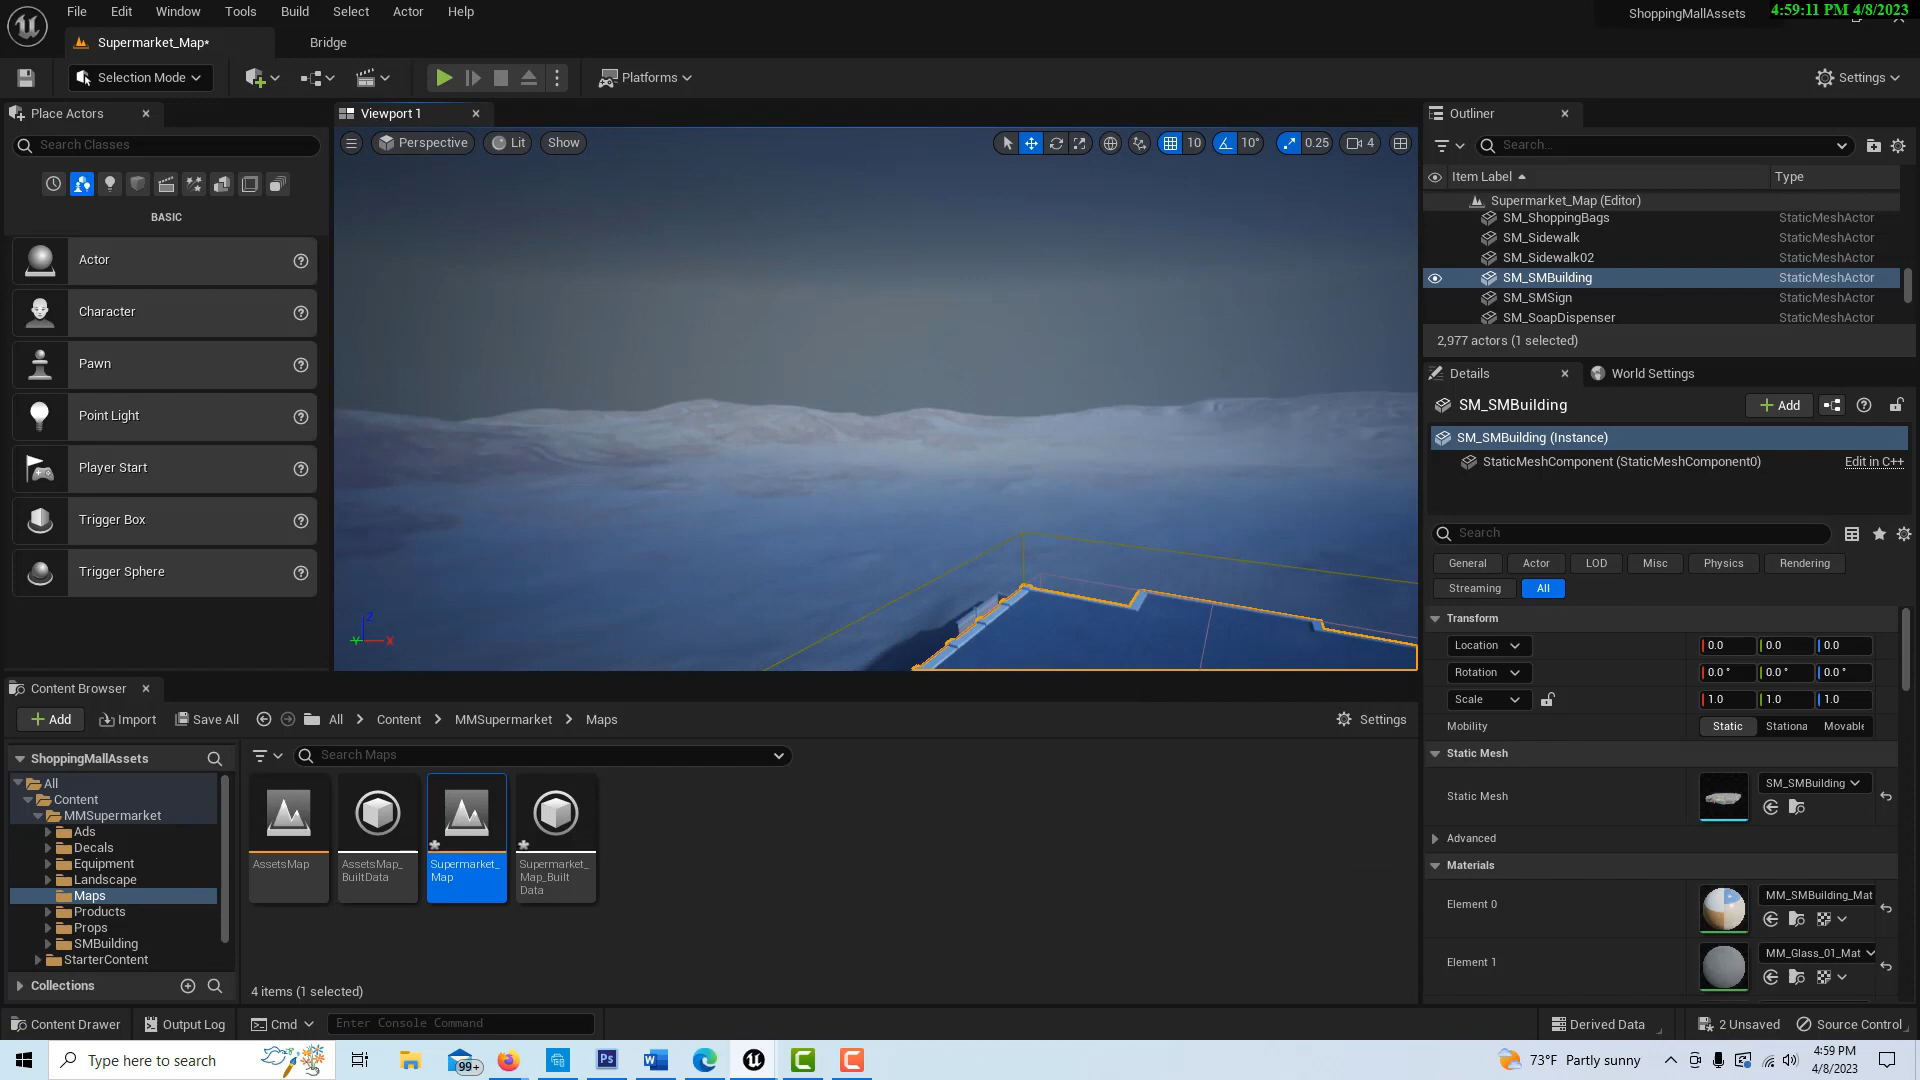 File Edit Window Tools Build Select Actor Help
ShoppingMallAssets
4:59:11 PM 4/8/2023
Supermarket_Map*
Bridge
Selection Mode
Platforms
Settings
Place Actors
Search Classes
BASIC
Actor
Character
Pawn
Point Light
Player Start
Trigger Box
Trigger Sphere
Viewport 1
Perspective Lit Show
10 10° 0.25 4
Z
Y X
Outliner
Search...
Item Label Type
Supermarket_Map (Editor)
SM_ShoppingBags StaticMeshActor
SM_Sidewalk StaticMeshActor
SM_Sidewalk02 StaticMeshActor
SM_SMBuilding StaticMeshActor
SM_SMSign StaticMeshActor
SM_SoapDispenser StaticMeshActor
2,977 actors (1 selected)
Details
World Settings
SM_SMBuilding
Add
SM_SMBuilding (Instance)
StaticMeshComponent (StaticMeshComponent0) Edit in C++
Search
General Actor LOD Misc Physics Rendering
Streaming All
Transform
Location 0.0 0.0 0.0
Rotation 0.0 ° 0.0 ° 0.0 °
Scale 1.0 1.0 1.0
Mobility Static Stationa Movable
Static Mesh
Static Mesh SM_SMBuilding
Advanced
Materials
Element 0 MM_SMBuilding_Mat
Element 1 MM_Glass_01_Mat
Content Browser
Add Import Save All All Content MMSupermarket Maps Settings
ShoppingMallAssets
All
Content
MMSupermarket
Ads
Decals
Equipment
Landscape
Maps
Products
Props
SMBuilding
StarterContent
Collections
Search Maps
AssetsMap
AssetsMap_
BuiltData
Supermarket_
Map
Supermarket_
Map_Built
Data
4 items (1 selected)
Content Drawer Output Log Cmd Enter Console Command
Derived Data 2 Unsaved Source Control
Type here to search
99+
Ps
W
C
C
73°F Partly sunny
4:59 PM
4/8/2023